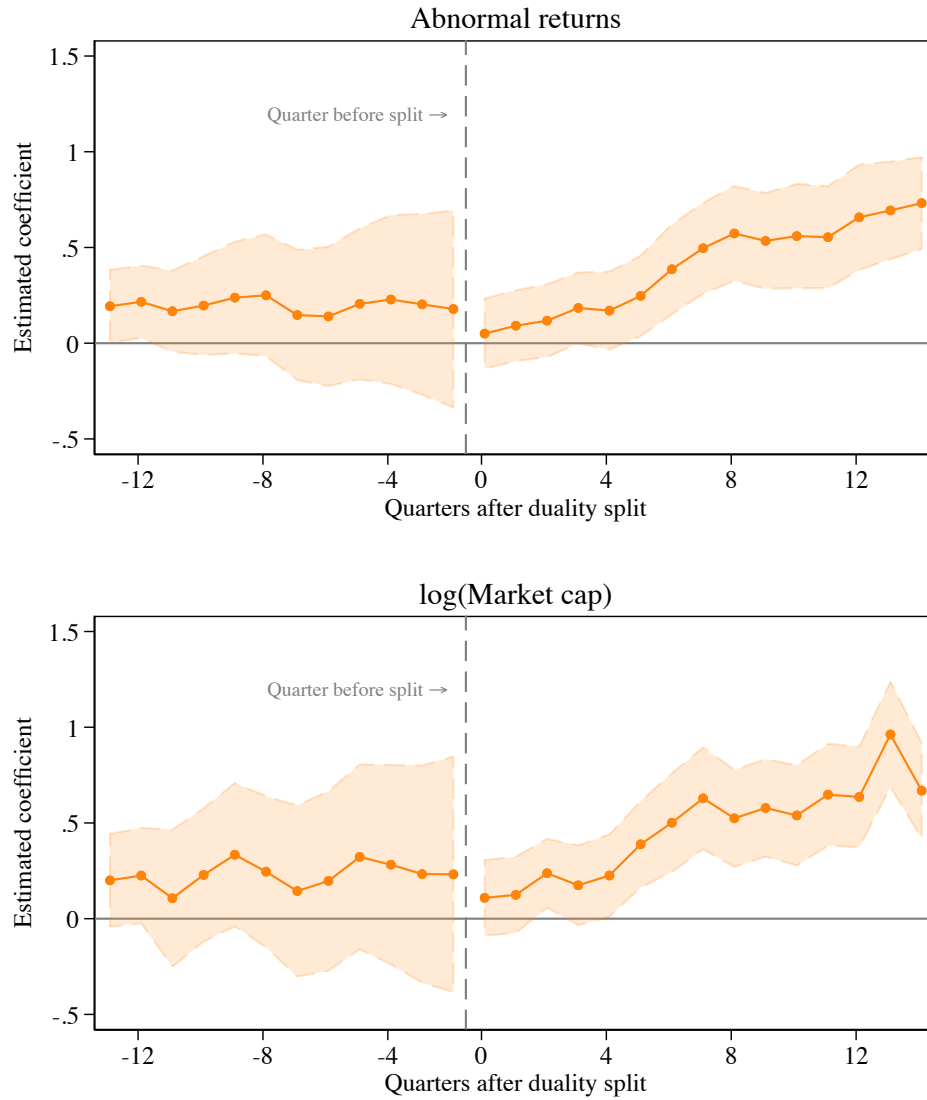 Abnormal returns
1.5
1
.5
0
-.5
Estimated coefficient
Quarter before split →
-12 -8 -4 0 4 8 12
Quarters after duality split
log(Market cap)
1.5
1
.5
0
-.5
Estimated coefficient
Quarter before split →
-12 -8 -4 0 4 8 12
Quarters after duality split